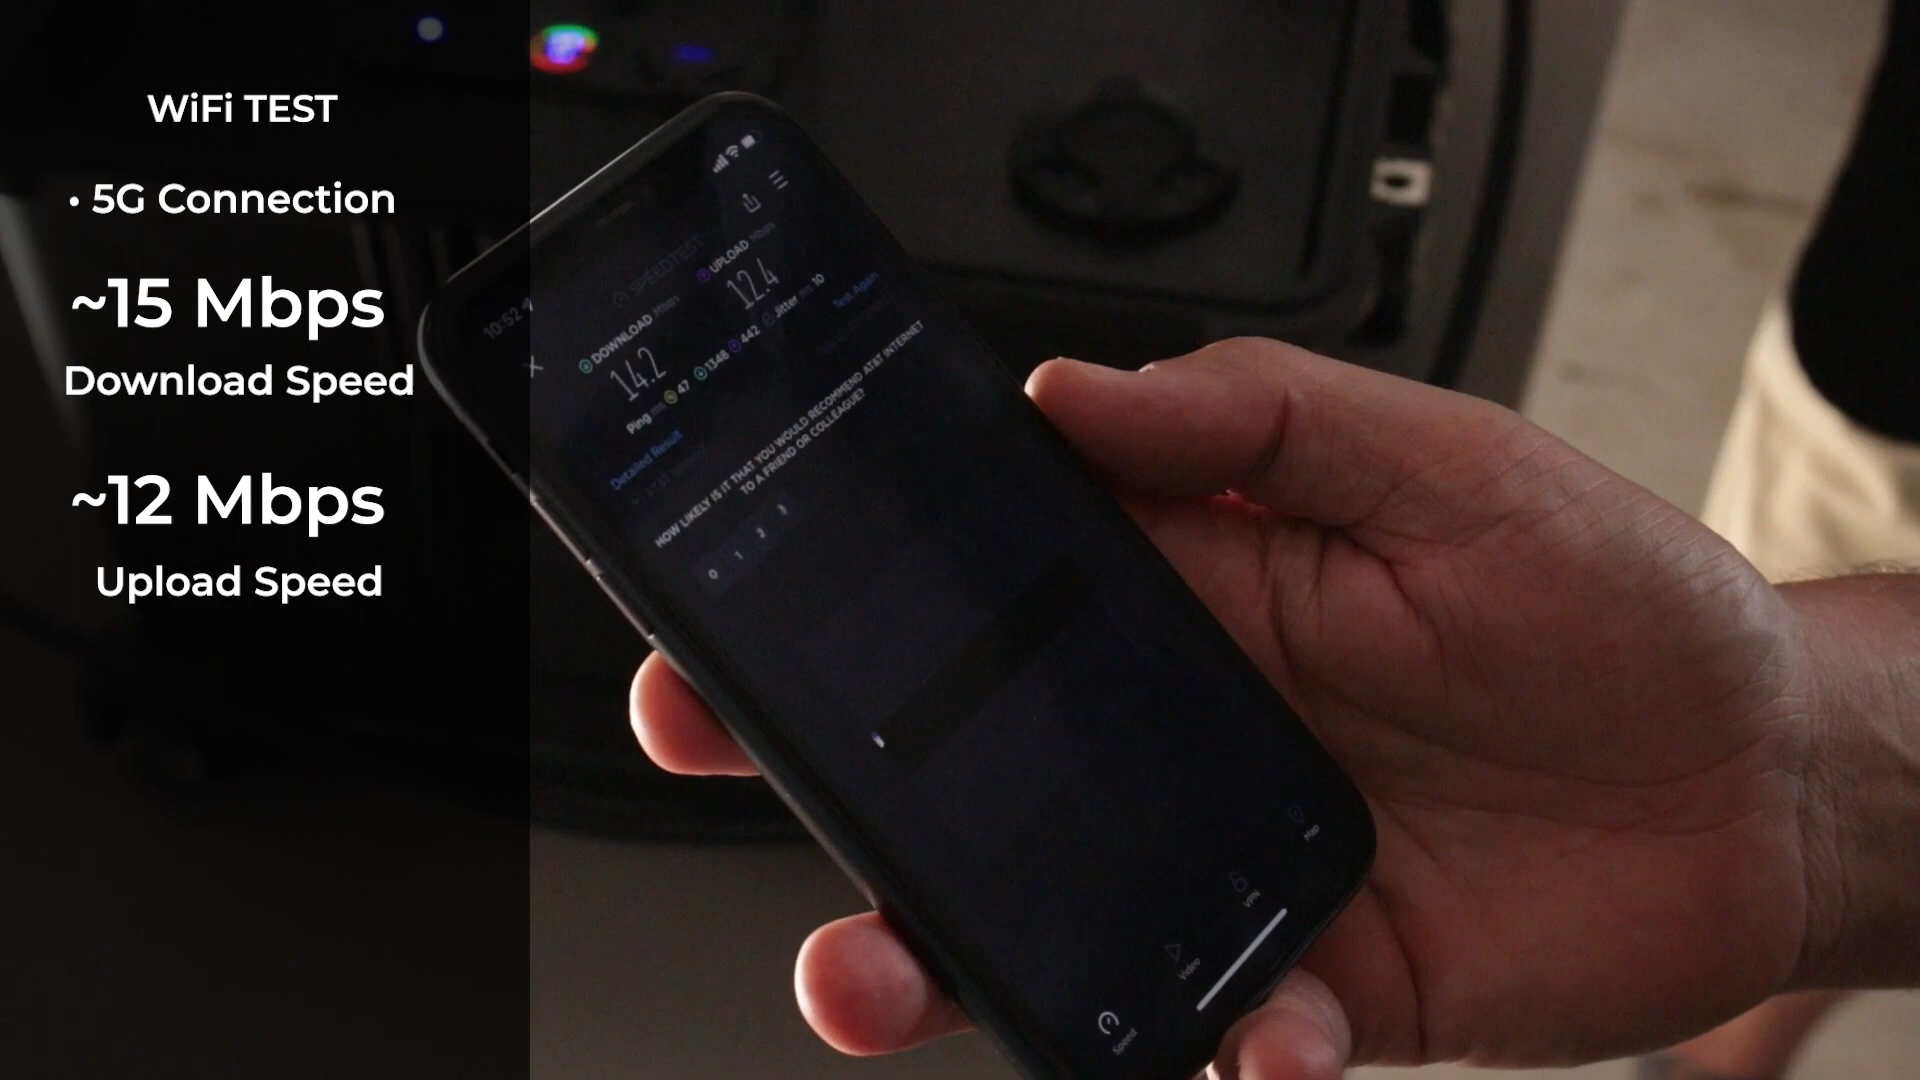 WiFi TEST
• 5G Connection
~15 Mbps
Download Speed
~12 Mbps
Upload Speed
10:52
SPEEDTEST
DOWNLOAD Mbps
14.2
UPLOAD Mbps
12.4
Ping ms 47 1348 442 Jitter ms 10
Detailed Result
Test Again
HOW LIKELY IS IT THAT YOU WOULD RECOMMEND AT&T INTERNET
TO A FRIEND OR COLLEAGUE?
0 1 2 3
Speed
Video
VPN
Map